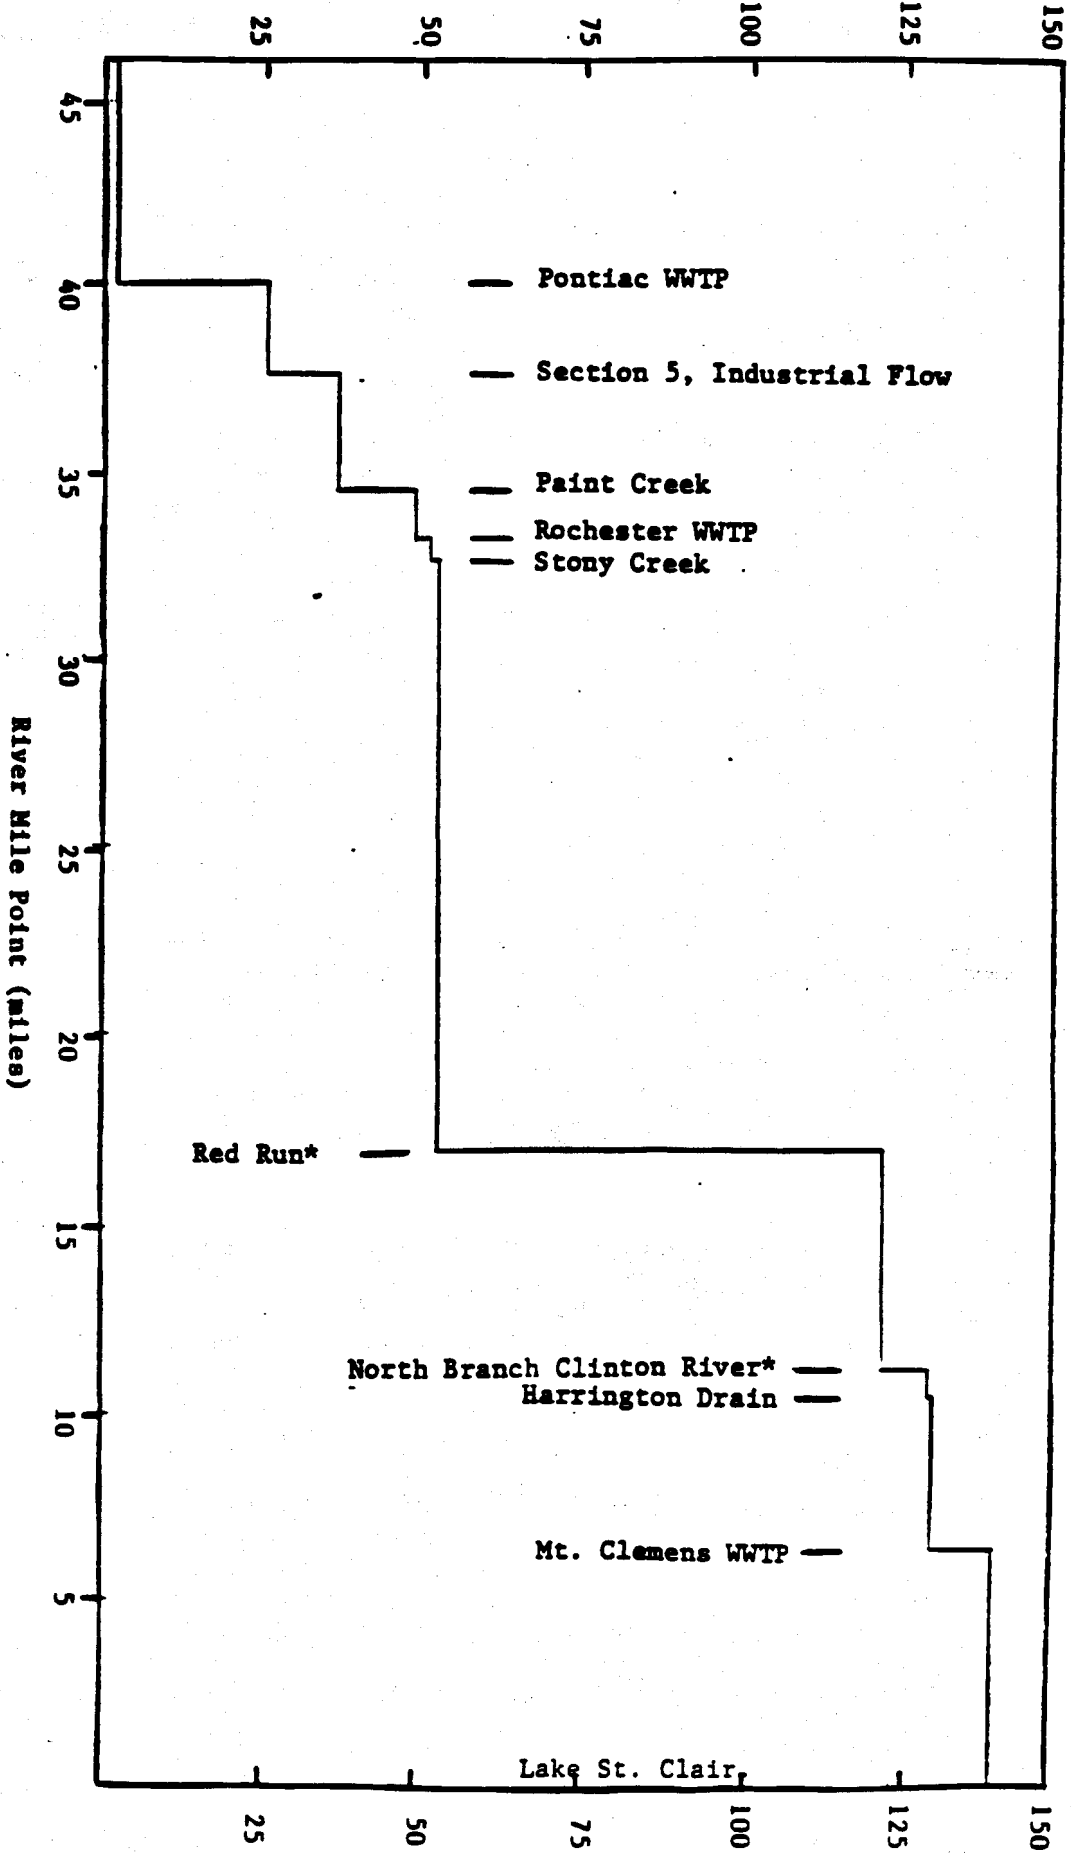 25 50 75 100 125 150
45
40
Pontiac WWTP
Section 5, Industrial Flow
35
Paint Creek
Rochester WWTP
Stony Creek
30
River Mile Point (miles)
25
20
Red Run*
15
North Branch Clinton River*
Harrington Drain
10
Mt. Clemens WWTP
5
Lake St. Clair
25 50 75 100 125 150